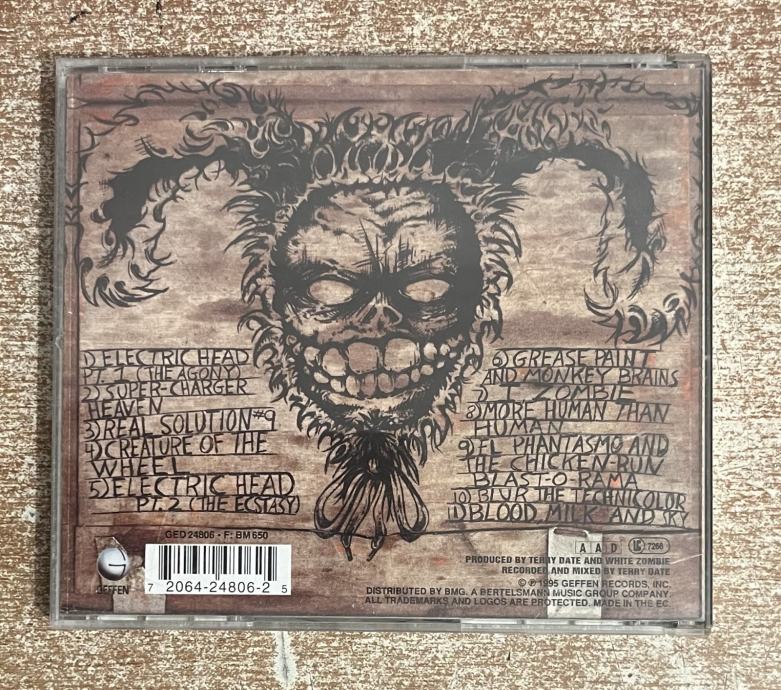 1) ELECTRIC HEAD
PT. 1 (THE AGONY)
2) SUPER-CHARGER
HEAVEN
3) REAL SOLUTION #9
4) CREATURE OF THE
WHEEL
5) ELECTRIC HEAD
PT. 2 (THE ECSTASY)
6) GREASE PAINT
AND MONKEY BRAINS
7) I, ZOMBIE
8) MORE HUMAN THAN
HUMAN
9) EL PHANTASMO AND
THE CHICKEN-RUN
BLAST-O-RAMA
10) BLUR THE TECHNICOLOR
11) BLOOD, MILK AND SKY
GED 24806 • F: BM 650
GEFFEN
7 2064-24806-2 5
A A D LC 7266
PRODUCED BY TERRY DATE AND WHITE ZOMBIE
RECORDED AND MIXED BY TERRY DATE
© ℗ 1995 GEFFEN RECORDS, INC.
DISTRIBUTED BY BMG. A BERTELSMANN MUSIC GROUP COMPANY.
ALL TRADEMARKS AND LOGOS ARE PROTECTED. MADE IN THE EC.